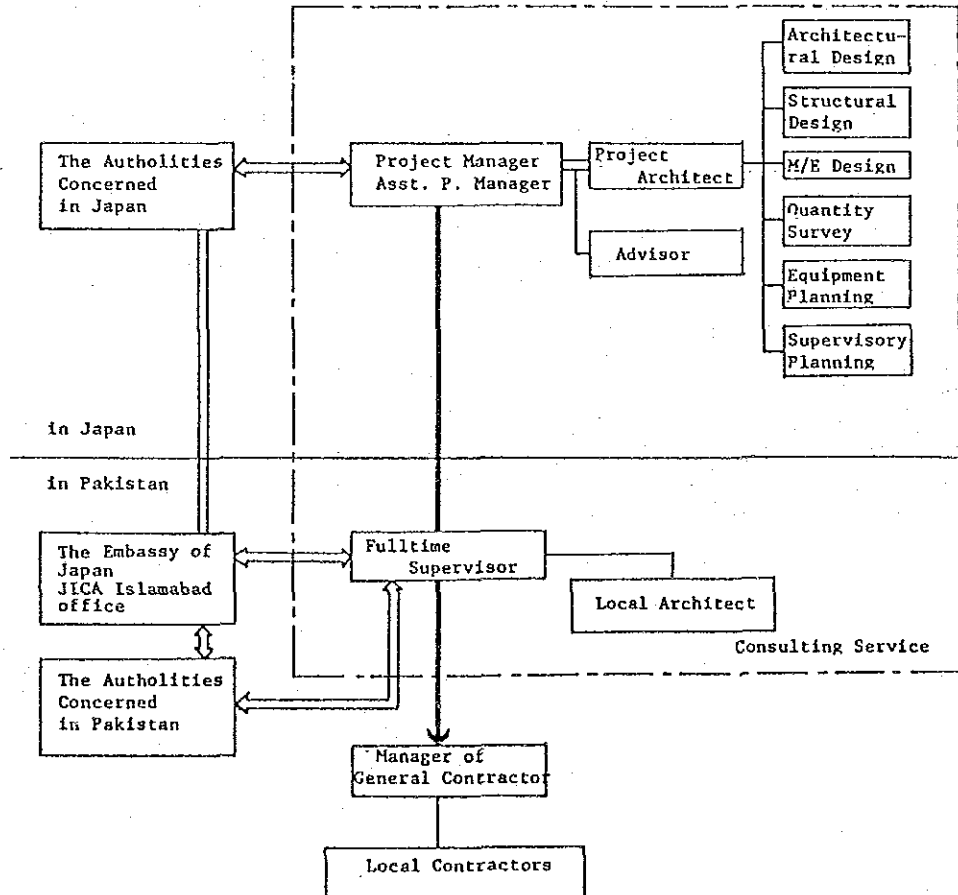 Architectu-
ral Design
Structural
Design
The Autholities
Concerned
in Japan
Project Manager
Asst. P. Manager
Project
Architect
M/E Design
Quantity
Survey
Advisor
Equipment
Planning
Supervisory
Planning
in Japan
in Pakistan
The Embassy of
Japan
JICA Islamabad
office
Fulltime
Supervisor
Local Architect
Consulting Service
The Autholities
Concerned
in Pakistan
Manager of
General Contractor
Local Contractors